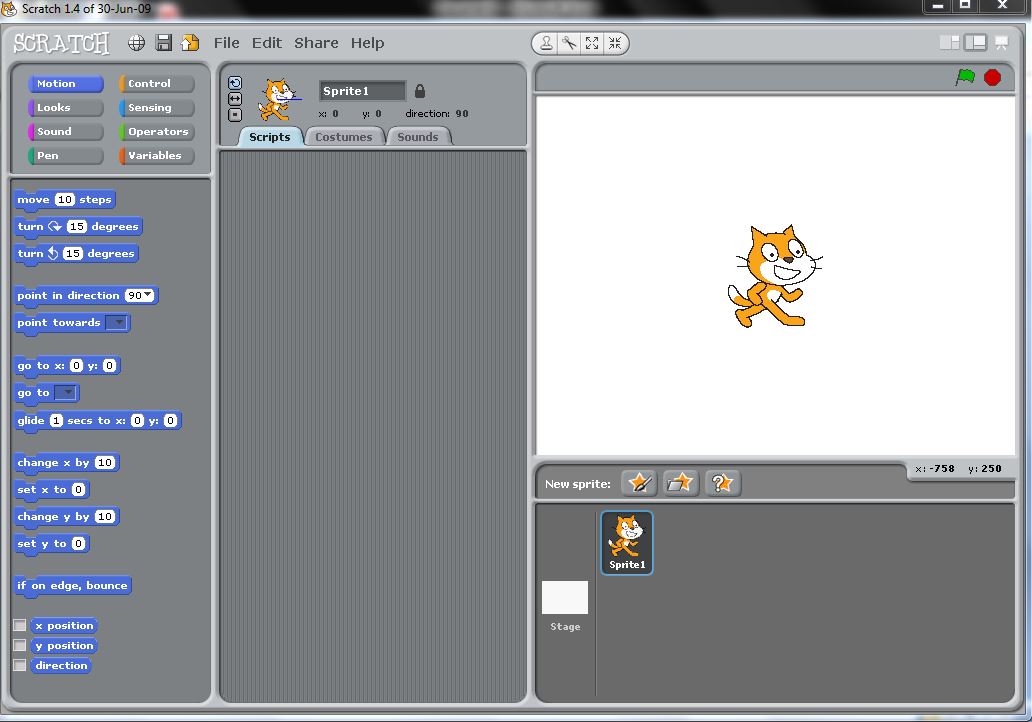 Scratch 1.4 of 30-Jun-09
SCRATCH File Edit Share Help
Motion Control
Looks Sensing
Sound Operators
Pen Variables
move 10 steps
turn 15 degrees
turn 15 degrees
point in direction 90
point towards
go to x: 0 y: 0
go to
glide 1 secs to x: 0 y: 0
change x by 10
set x to 0
change y by 10
set y to 0
if on edge, bounce
x position
y position
direction
Sprite1
x: 0 y: 0 direction: 90
Scripts Costumes Sounds
x: -758 y: 250
New sprite:
Sprite1
Stage